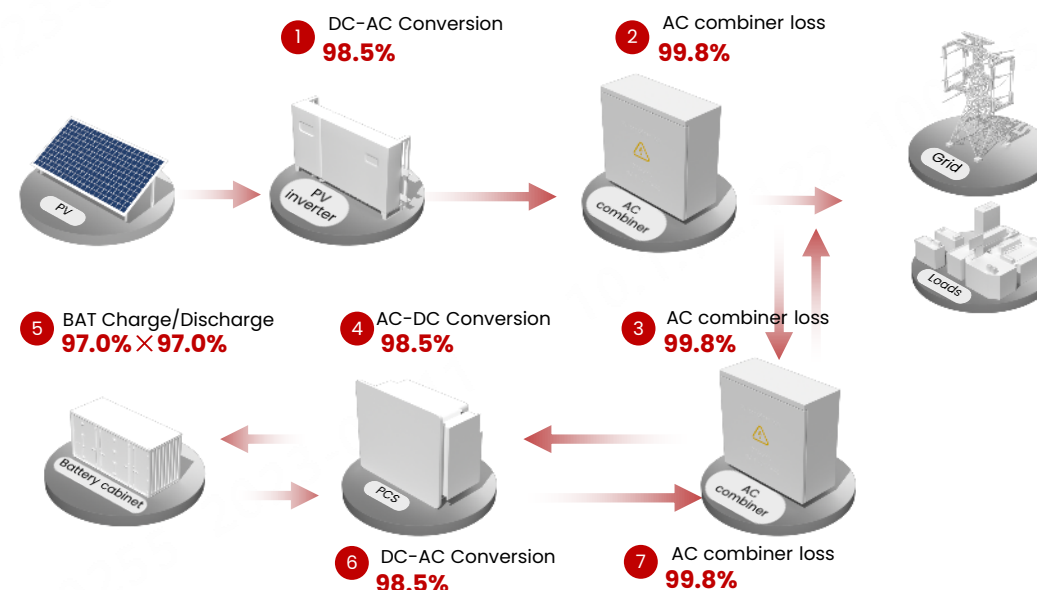 1
DC-AC Conversion
98.5%
2
AC combiner loss
99.8%
PV
PV
inverter
AC
combiner
Grid
Loads
5
BAT Charge/Discharge
97.0%×97.0%
4
AC-DC Conversion
98.5%
3
AC combiner loss
99.8%
Battery cabinet
PCS
AC
combiner
6
DC-AC Conversion
98.5%
7
AC combiner loss
99.8%